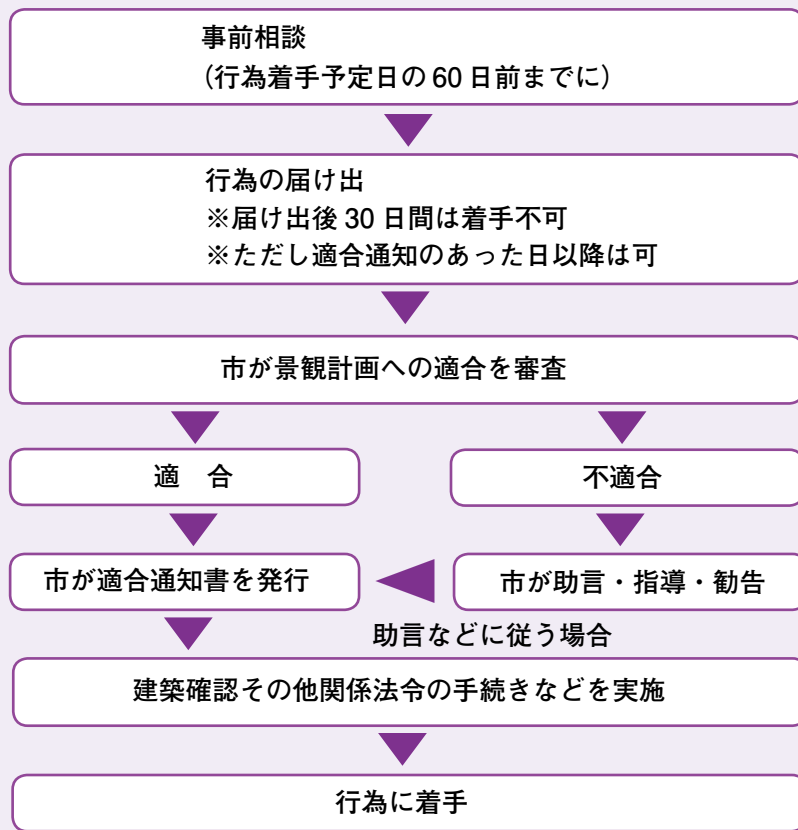 事前相談
（行為着手予定日の 60 日前までに）
行為の届け出
※届け出後 30 日間は着手不可
※ただし適合通知のあった日以降は可
市が景観計画への適合を審査
適　合
不適合
市が適合通知書を発行
市が助言・指導・勧告
助言などに従う場合
建築確認その他関係法令の手続きなどを実施
行為に着手